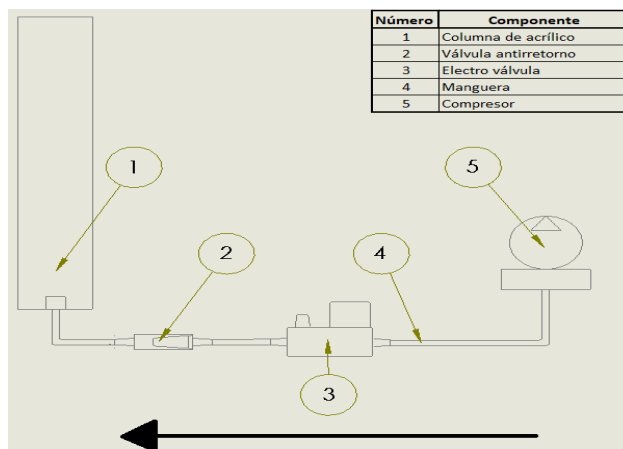 Número Componente
1 Columna de acrílico
2 Válvula antirretorno
3 Electro válvula
4 Manguera
5 Compresor
1
5
2
4
3